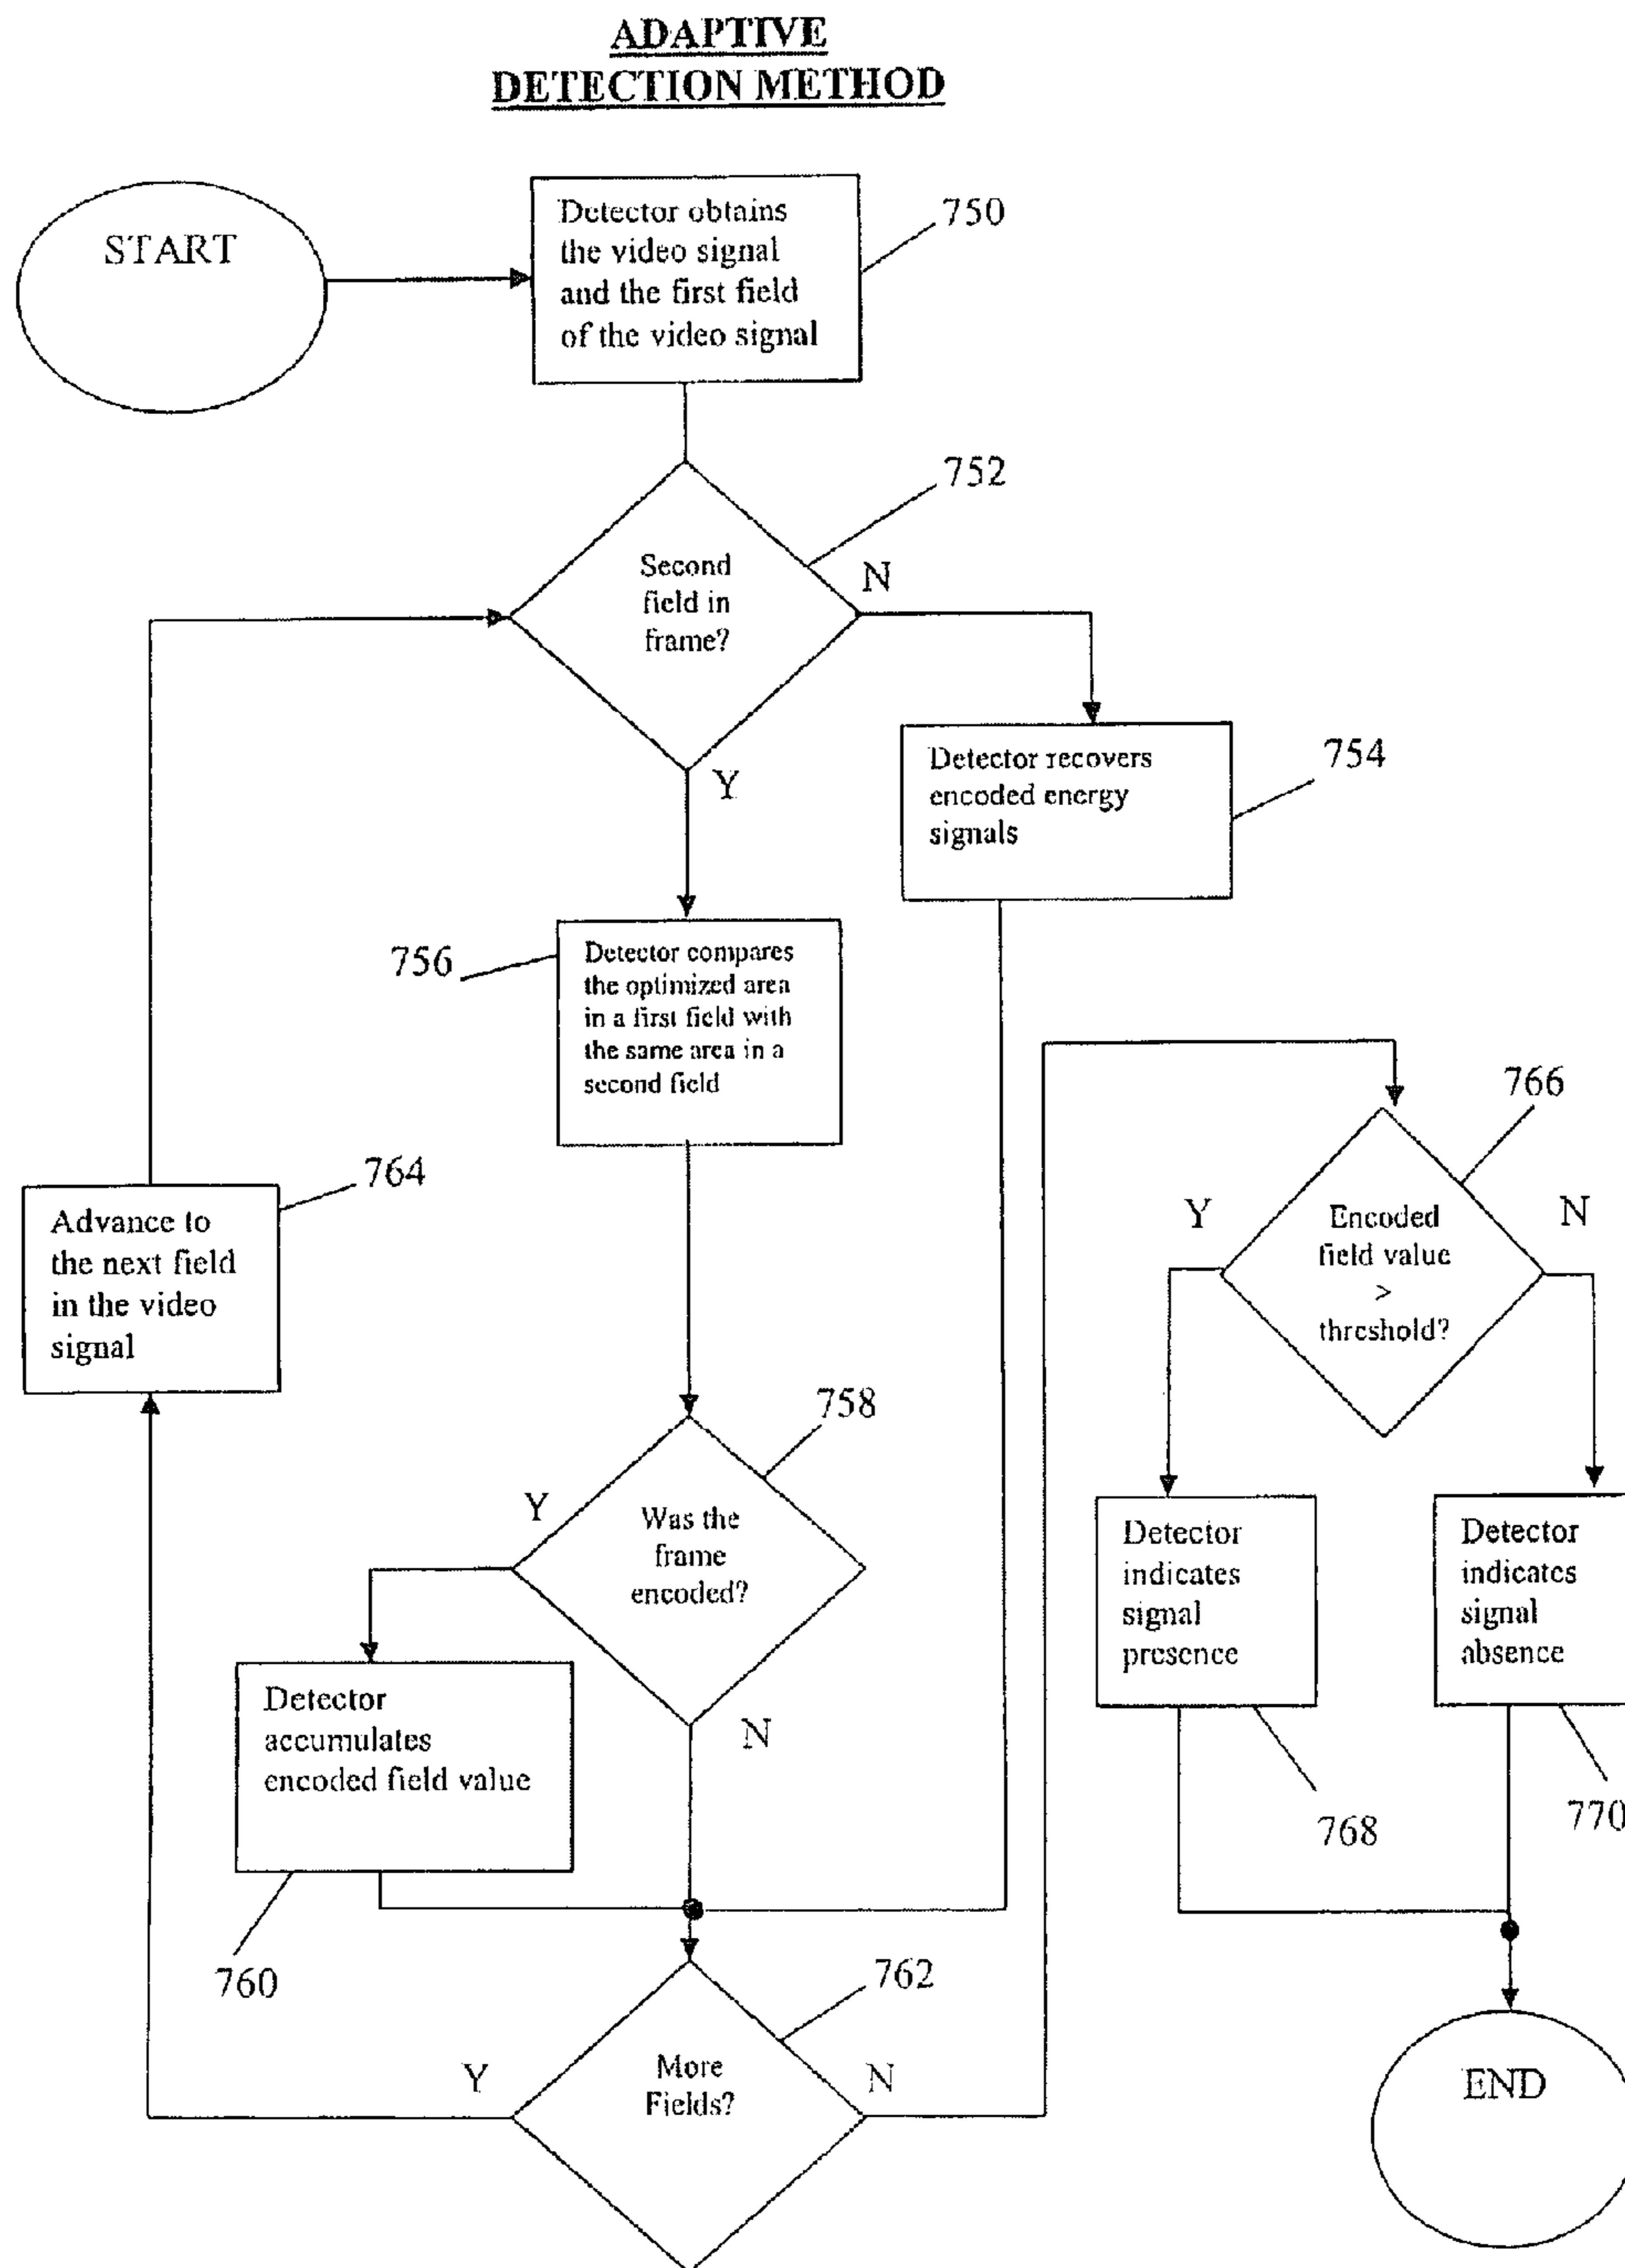 ADAPTIVE
DETECTION METHOD
START
Detector obtains
the video signal
and the first field
of the video signal
750
752
Second
field in
frame?
N
Y
Detector recovers
encoded energy
signals
754
756
Detector compares
the optimized area
in a first field with
the same area in a
second field
764
Advance to
the next field
in the video
signal
766
Y
Encoded
field value
>
threshold?
N
758
Y
Was the
frame
encoded?
N
Detector
indicates
signal
presence
Detector
indicates
signal
absence
Detector
accumulates
encoded field value
768
770
760
762
Y
More
Fields?
N
END